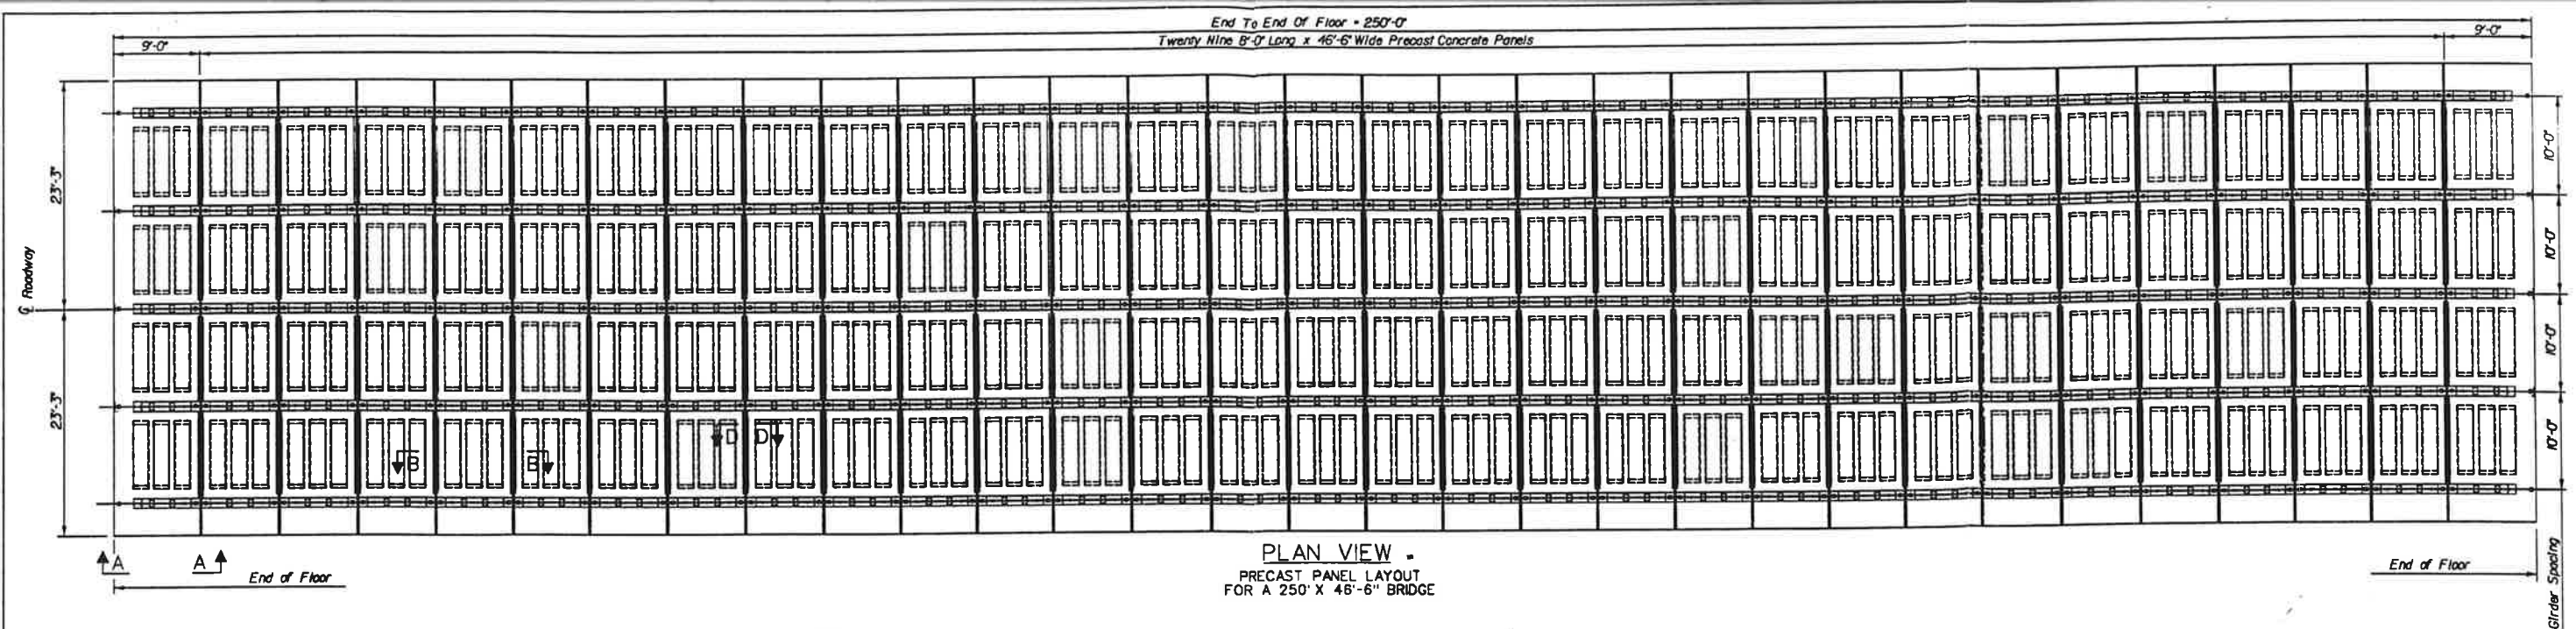 End To End Of Floor = 250'-0"
9'-0"
Twenty Nine 8'-0" Long x 46'-6" Wide Precast Concrete Panels
9'-0"
23'-3"
10'-0"
10'-0"
℄ Roadway
23'-3"
10'-0"
10'-0"
B
B
D
D
A
A
End of Floor
PLAN VIEW
PRECAST PANEL LAYOUT
FOR A 250' X 46'-6" BRIDGE
End of Floor
Girder Spacing